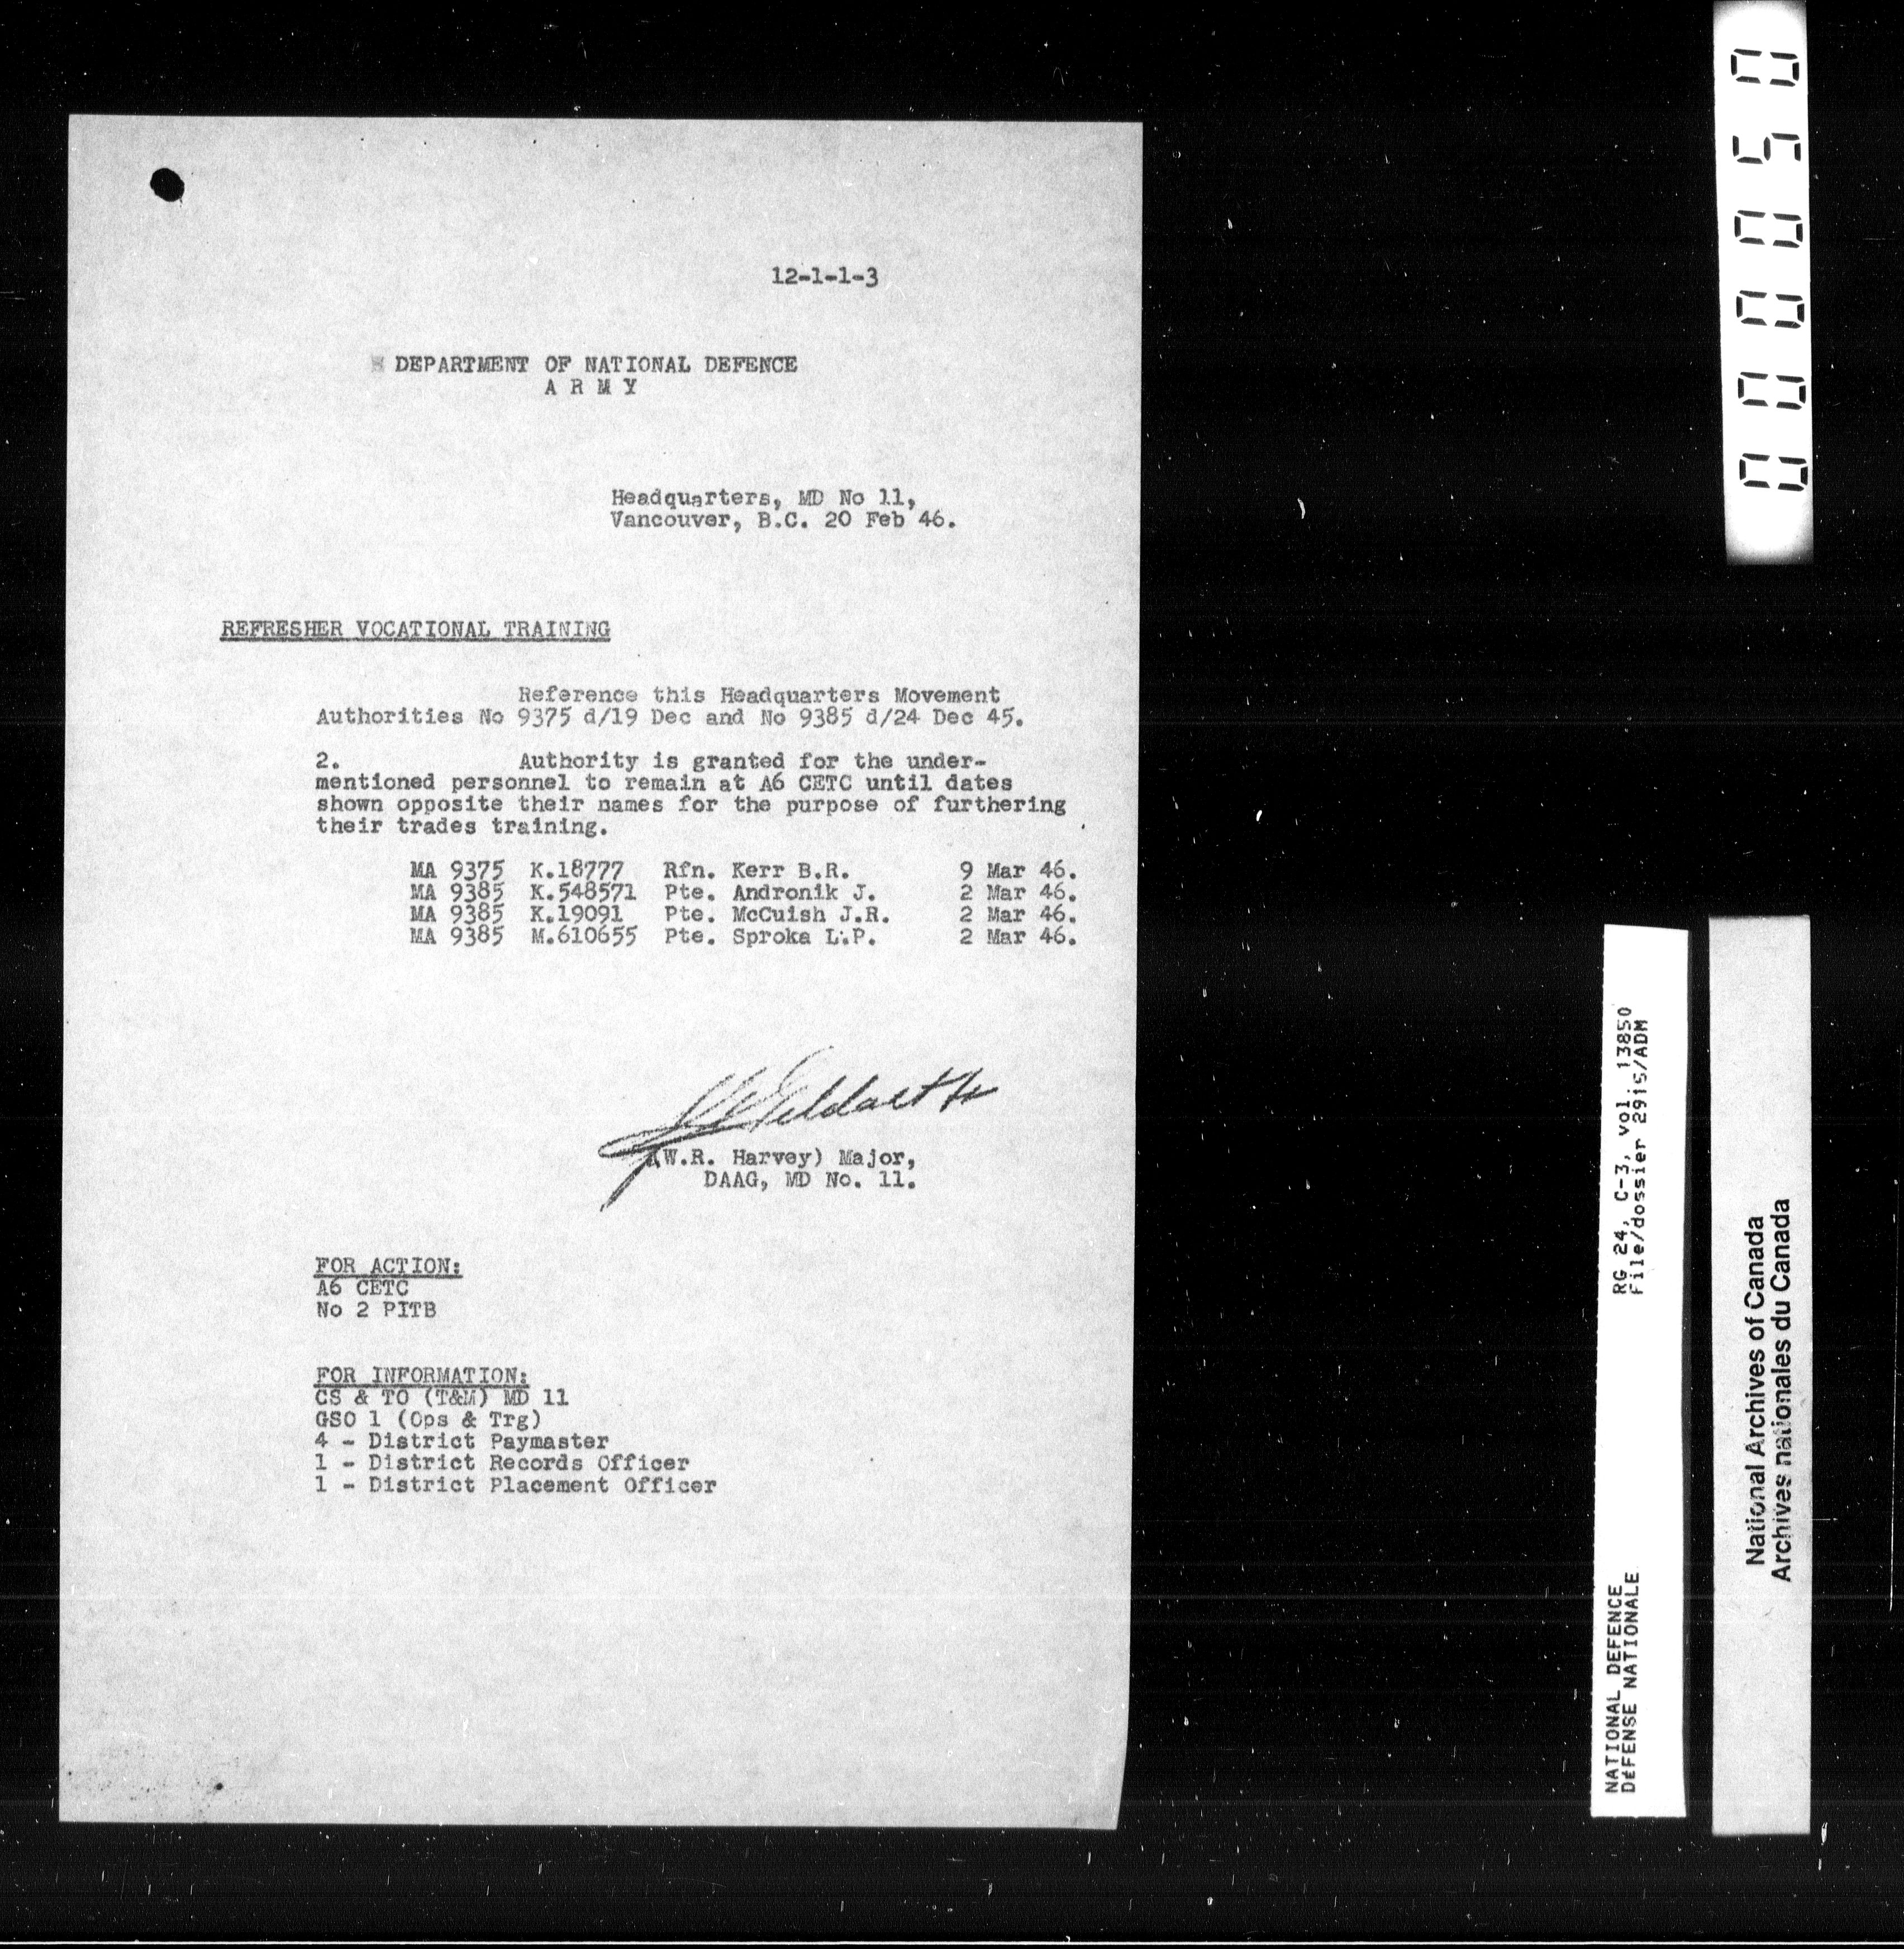 12-1-1-3
DEPARTMENT OF NATIONAL DEFENCE
A R M Y
Headquarters, MD No 11,
Vancouver, B.C. 20 Feb 46.
REFRESHER VOCATIONAL TRAINING
Reference this Headquarters Movement
Authorities No 9375 d/19 Dec and No 9385 d/24 Dec 45.
2. Authority is granted for the under-
mentioned personnel to remain at A6 CETC until dates
shown opposite their names for the purpose of furthering
their trades training.
MA 9375 K.18777 Rfn. Kerr B.R. 9 Mar 46.
MA 9385 K.548571 Pte. Andronik J. 2 Mar 46.
MA 9385 K.19091 Pte. McCuish J.R. 2 Mar 46.
MA 9385 M.610655 Pte. Sproka L.P. 2 Mar 46.
(W.R. Harvey) Major,
DAAG, MD No. 11.
FOR ACTION:
A6 CETC
No 2 PITB
FOR INFORMATION:
CS & TO (T&M) MD 11
GSO 1 (Ops & Trg)
4 - District Paymaster
1 - District Records Officer
1 - District Placement Officer
000050
NATIONAL DEFENCE RG 24, C-3, vol. 13850
DéFENSE NATIONALE File/dossier 29is/ADM
National Archives of Canada
Archives nationales du Canada